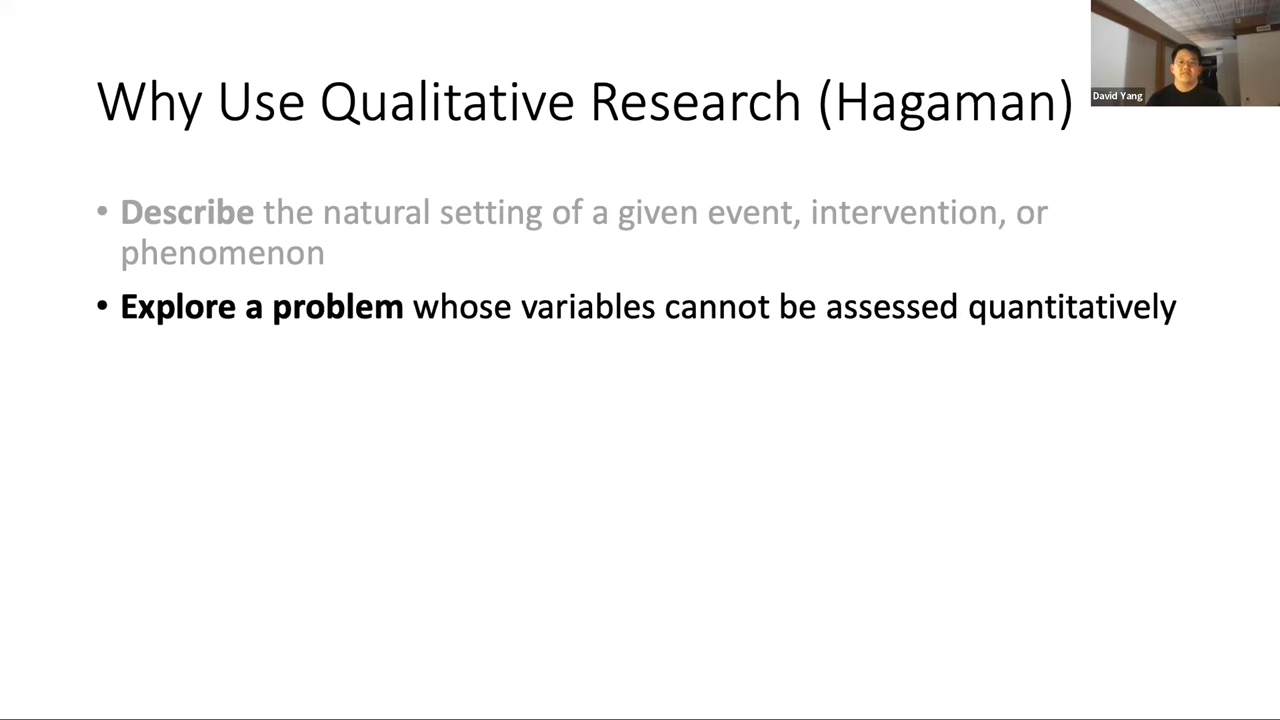 Why Use Qualitative Research (Hagaman)
David Yang
• Describe the natural setting of a given event, intervention, or
phenomenon
• Explore a problem whose variables cannot be assessed quantitatively